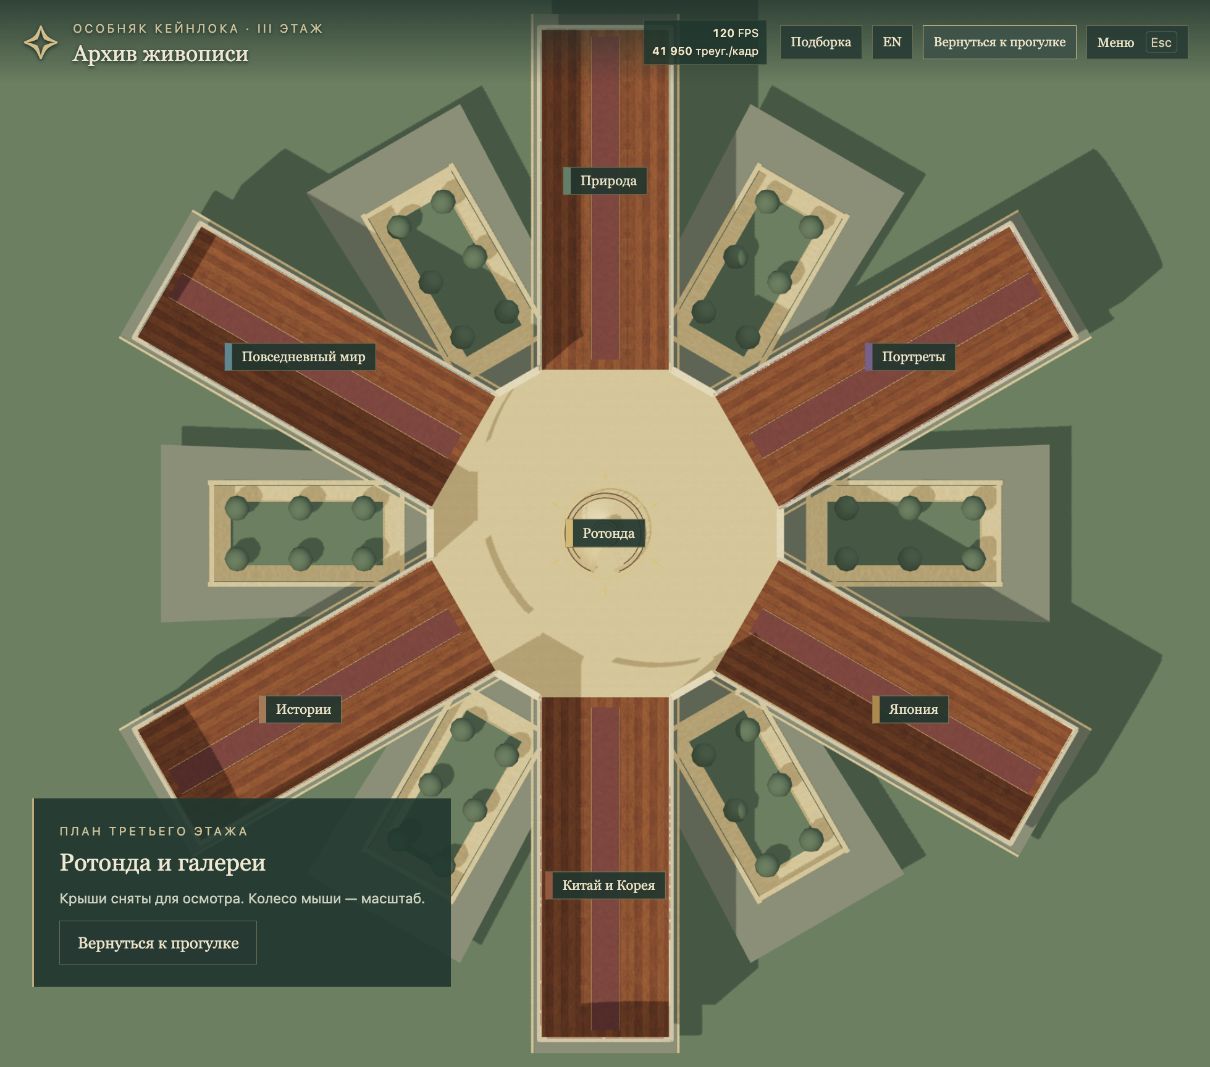 ОСОБНЯК КЕЙНЛОКА · III ЭТАЖ
Архив живописи
120 FPS
41 950 треуг./кадр
Подборка
EN
Вернуться к прогулке
Меню Esc
Природа
Повседневный мир
Портреты
Ротонда
Истории
Япония
Китай и Корея
ПЛАН ТРЕТЬЕГО ЭТАЖА
Ротонда и галереи
Крыши сняты для осмотра. Колесо мыши — масштаб.
Вернуться к прогулке